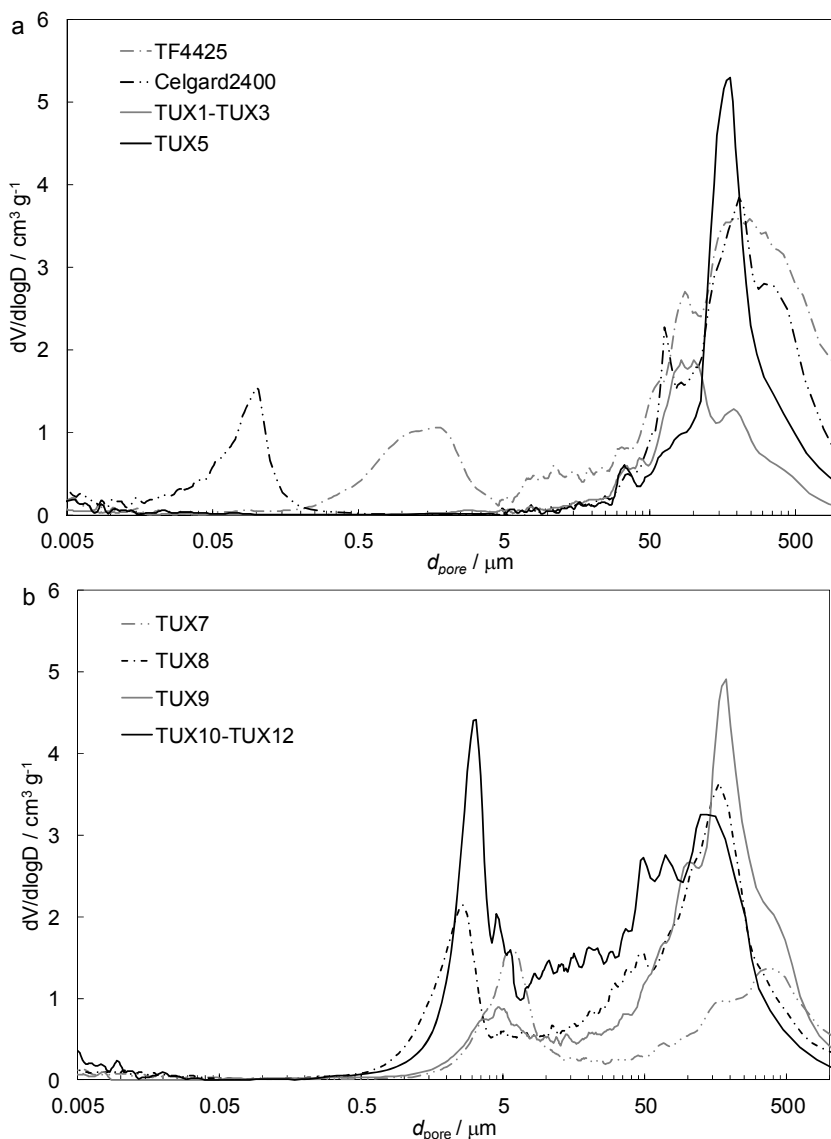 a
6
5
4
3
2
1
0
dV/dlogD / cm³ g⁻¹
TF4425
Celgard2400
TUX1-TUX3
TUX5
0.005 0.05 0.5 5 50 500
d_pore / μm
b
6
5
4
3
2
1
0
dV/dlogD / cm³ g⁻¹
TUX7
TUX8
TUX9
TUX10-TUX12
0.005 0.05 0.5 5 50 500
d_pore / μm